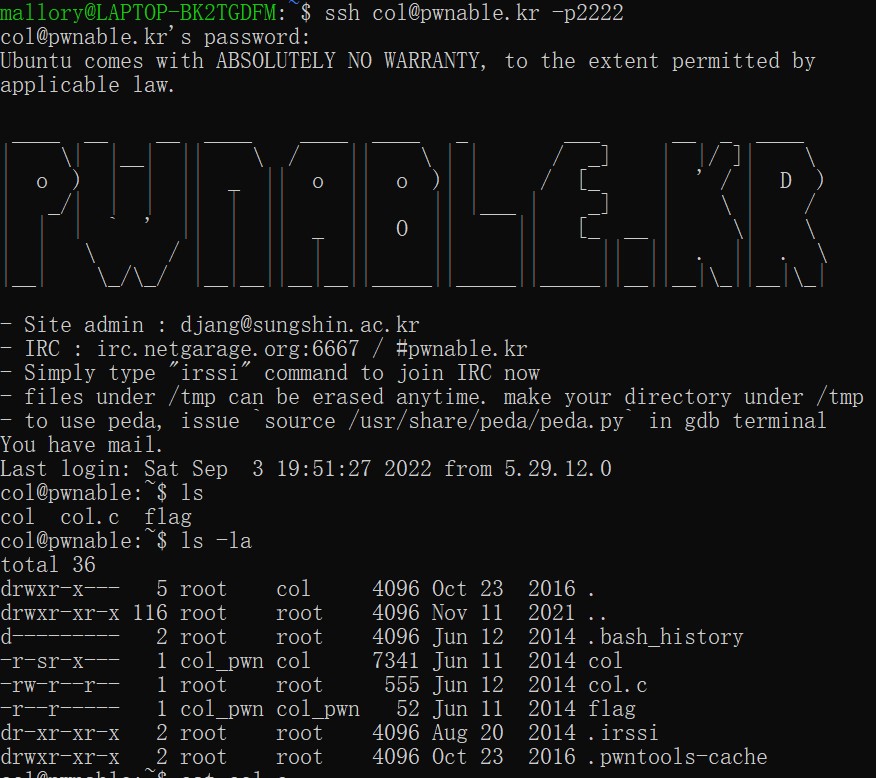 mallory@LAPTOP-BK2TGDFM:~$ ssh col@pwnable.kr -p2222
col@pwnable.kr's password:
Ubuntu comes with ABSOLUTELY NO WARRANTY, to the extent permitted by
applicable law.
PWNABLE.KR
- Site admin : djang@sungshin.ac.kr
- IRC : irc.netgarage.org:6667 / #pwnable.kr
- Simply type "irssi" command to join IRC now
- files under /tmp can be erased anytime. make your directory under /tmp
- to use peda, issue `source /usr/share/peda/peda.py` in gdb terminal
You have mail.
Last login: Sat Sep  3 19:51:27 2022 from 5.29.12.0
col@pwnable:~$ ls
col  col.c  flag
col@pwnable:~$ ls -la
total 36
drwxr-x---   5 root    col     4096 Oct 23  2016 .
drwxr-xr-x 116 root    root    4096 Nov 11  2021 ..
d---------   2 root    root    4096 Jun 12  2014 .bash_history
-r-sr-x---   1 col_pwn col     7341 Jun 11  2014 col
-rw-r--r--   1 root    root     555 Jun 12  2014 col.c
-r--r-----   1 col_pwn col_pwn   52 Jun 11  2014 flag
dr-xr-xr-x   2 root    root    4096 Aug 20  2014 .irssi
drwxr-xr-x   2 root    root    4096 Oct 23  2016 .pwntools-cache